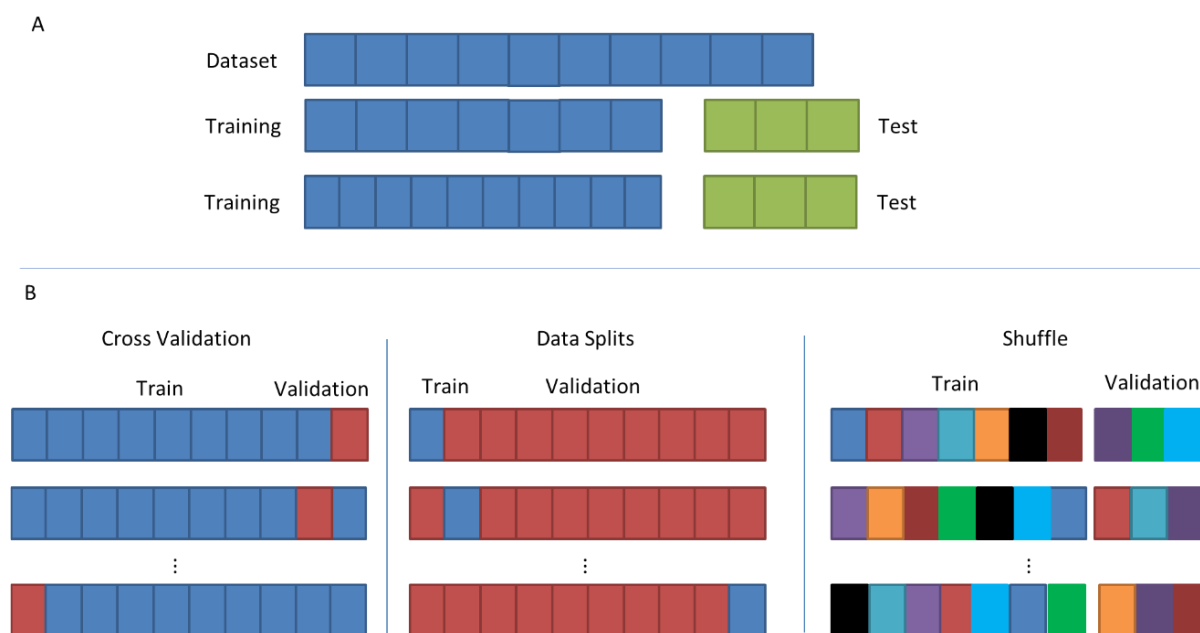 A
Dataset
Training Test
Training Test
B
Cross Validation Data Splits Shuffle
Train Validation Train Validation Train Validation
⋮ ⋮ ⋮